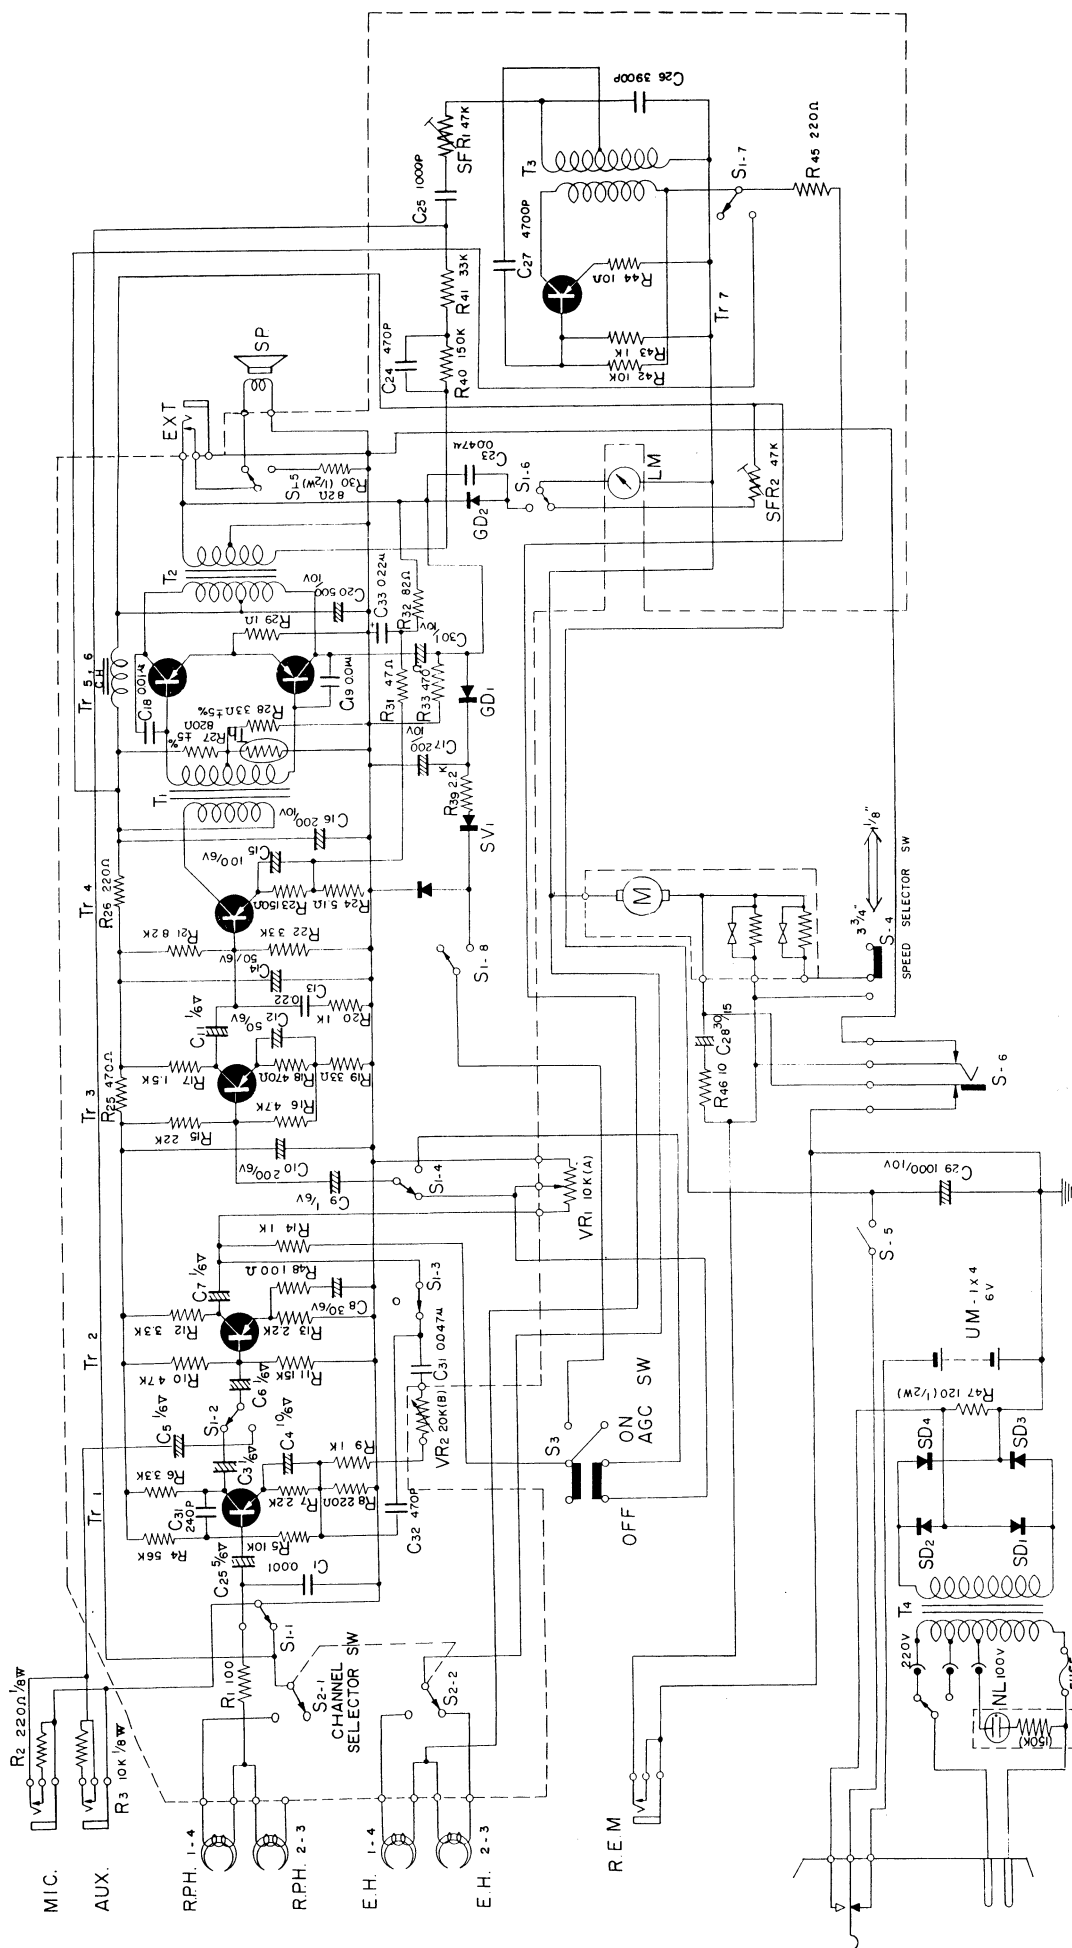 MIC.
R2 220Ω 1/8W
AUX.
R3 10K 1/8W
R.PH. 1-4
R.PH. 2-3
E.H. 1-4
E.H. 2-3
R.E.M
R1 100
S1-1
S2-1
CHANNEL
SELECTOR SW
S2-2
C1
0.001
C25 5/6V
R4 56K
R5 10K
C31
240P
R6 3.3K
Tr 1
C3 1/6V
C5 1/6V
S1-2
C4 10/6V
R7 2.2K
R8 220Ω
R9 1K
C32 470P
VR2 20K(B)
C31 0.047μ
S1-3
Tr 2
R10 47K
C6 1/6V
R11 15K
R12 3.3K
C7 1/6V
R13 2.2K
R48 100Ω
C8 30/6V
R14 1K
VR1 10K(A)
S1-4
C9 1/6V
C10 200/6V
Tr 3
R25 470Ω
R15 22K
R16 4.7K
R17 1.5K
R18 470Ω
R19 33Ω
C11 1/6V
C12 50/6V
R20 1K
C13
0.22
C14 50/6V
Tr 4
R26 220Ω
R21 8.2K
R22 3.3K
R23 150Ω
R24 5.1Ω
C15
100/6V
C16 200/10V
T1
R27
820Ω
±5%
Th
R28 33Ω±5%
C17 200/10V
Tr 5, 6
C.H
C18 0.01μ
C19 0.01μ
R29 1Ω
T2
C20 500/10V
R31 47Ω
C33 0.22μ
R32 82Ω
R33 470
C30 1/10V
GD1
R39 2.2K
SV1
S1-8
EXT
SP
S1-5
R30 (1/2W)
82Ω
C23
0.047μ
GD2
S1-6
LM
SFR2 47K
C24 470P
R40 150K
R41 33K
C25 1000P
SFR1 47K
C26 3900P
C27 4700P
T3
Tr 7
R42 10K
R43 1K
R44 10Ω
S1-7
R45 220Ω
S3
ON
AGC SW
OFF
M
3 3/4"
1 7/8"
S-4
SPEED SELECTOR SW
R46 10
C28 30/15
S-6
C29 1000/10V
S-5
UM-1 x 4
6V
R47 120 (1/2W)
SD4
SD3
SD2
SD1
T4
220V
100V
NL
(150K)